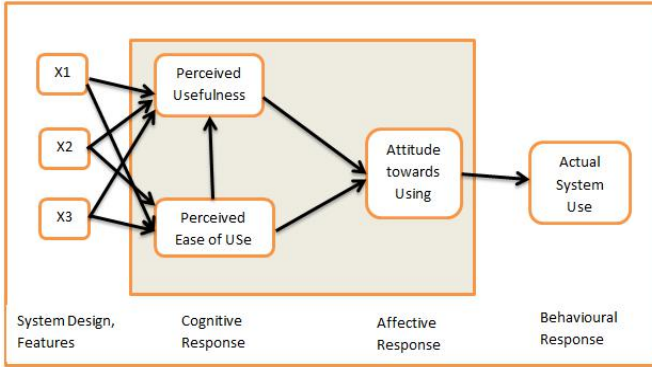 X1
X2
X3
Perceived
Usefulness
Perceived
Ease of USe
Attitude
towards
Using
Actual
System
Use
System Design,
Features
Cognitive
Response
Affective
Response
Behavioural
Response